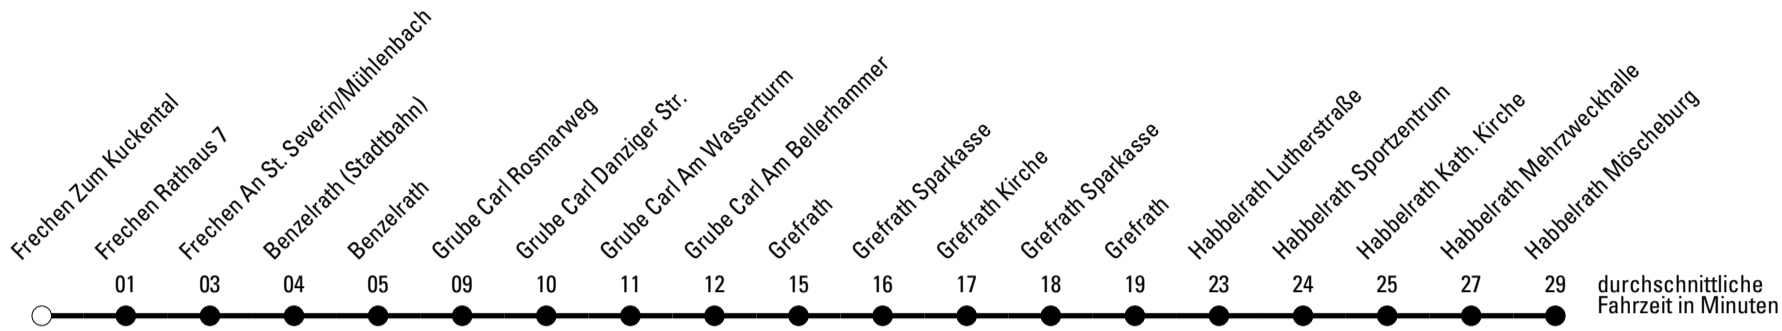 Frechen Zum Kuckental
Frechen Rathaus 7
Frechen An St. Severin/Mühlenbach
Benzelrath (Stadtbahn)
Benzelrath
Grube Carl Rosmarweg
Grube Carl Danziger Str.
Grube Carl Am Wasserturm
Grube Carl Am Bellerhammer
Grefrath
Grefrath Sparkasse
Grefrath Kirche
Grefrath Sparkasse
Grefrath
Habbelrath Lutherstraße
Habbelrath Sportzentrum
Habbelrath Kath. Kirche
Habbelrath Mehrzweckhalle
Habbelrath Möscheburg
01 03 04 05 09 10 11 12 15 16 17 18 19 23 24 25 27 29
durchschnittliche
Fahrzeit in Minuten